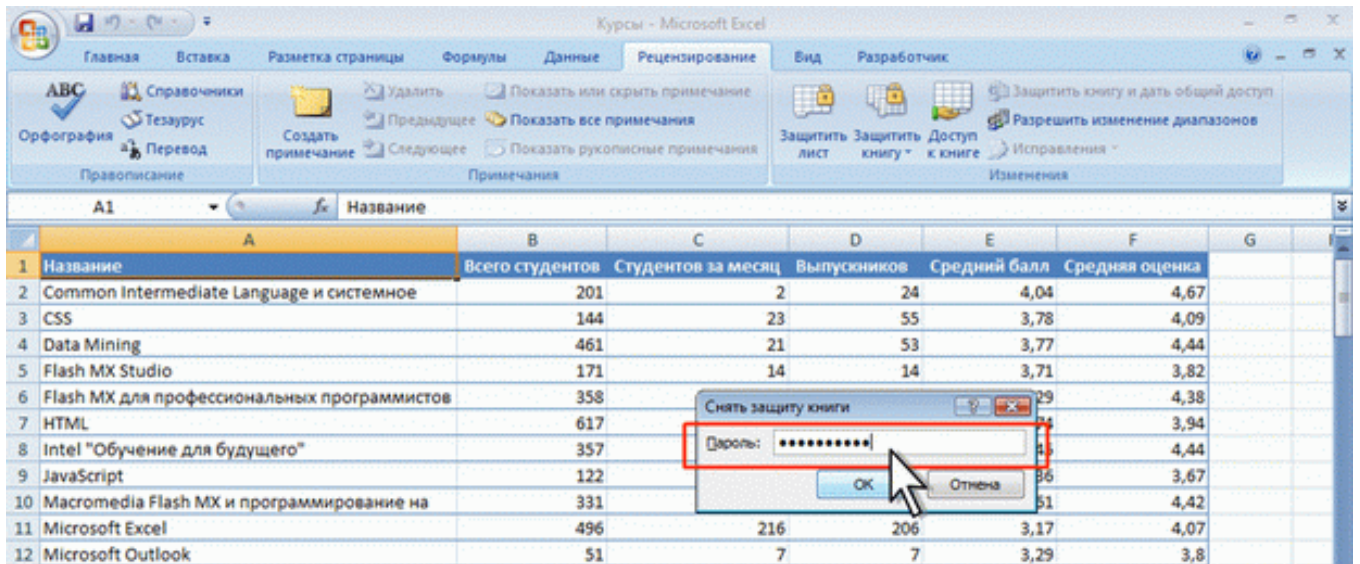 Курсы - Microsoft Excel
Главная Вставка Разметка страницы Формулы Данные Рецензирование Вид Разработчик
ABC Справочники Удалить Показать или скрыть примечание Защитить книгу и дать общий доступ
Тезаурус Предыдущее Показать все примечания Разрешить изменение диапазонов
Орфография Перевод Создать примечание Следующее Показать рукописные примечания Защитить лист Защитить книгу Доступ к книге Исправления
Правописание Примечания Изменения
A1 fx Название
A B C D E F G
1 Название Всего студентов Студентов за месяц Выпускников Средний балл Средняя оценка
2 Common Intermediate Language и системное 201 2 24 4,04 4,67
3 CSS 144 23 55 3,78 4,09
4 Data Mining 461 21 53 3,77 4,44
5 Flash MX Studio 171 14 14 3,71 3,82
6 Flash MX для профессиональных программистов 358 29 4,38
7 HTML 617 3,94
8 Intel "Обучение для будущего" 357 4,44
9 JavaScript 122 3,67
10 Macromedia Flash MX и программирование на 331 51 4,42
11 Microsoft Excel 496 216 206 3,17 4,07
12 Microsoft Outlook 51 7 7 3,29 3,8
Снять защиту книги
Пароль:
ОК Отмена